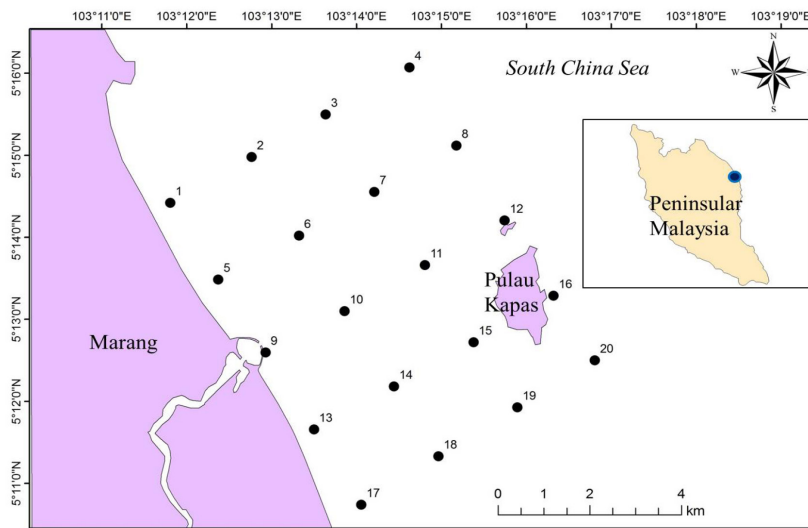 103°11'0"E 103°12'0"E 103°13'0"E 103°14'0"E 103°15'0"E 103°16'0"E 103°17'0"E 103°18'0"E 103°19'0"E
5°16'0"N
5°15'0"N
5°14'0"N
5°13'0"N
5°12'0"N
5°11'0"N
South China Sea
N
W
E
S
4
3
8
2
7
1
12
6
11
5
16
10
15
9
20
14
19
13
18
17
Peninsular
Malaysia
Pulau
Kapas
Marang
0 1 2 4
km